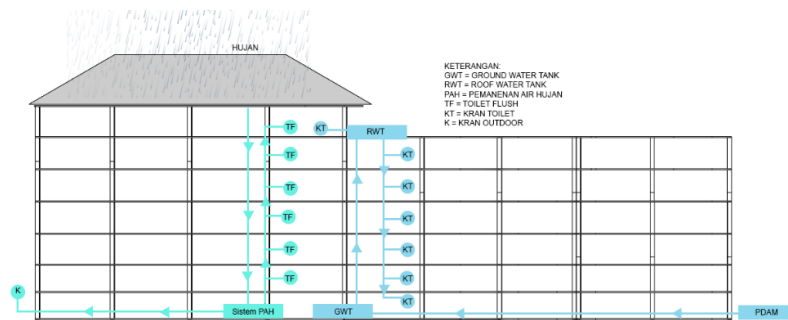 HUJAN
KETERANGAN:
GWT = GROUND WATER TANK
RWT = ROOF WATER TANK
PAH = PEMANENAN AIR HUJAN
TF = TOILET FLUSH
KT = KRAN TOILET
K = KRAN OUTDOOR
TF
KT
RWT
TF
KT
TF
KT
TF
KT
TF
KT
TF
KT
K
KT
Sistem PAH
GWT
PDAM